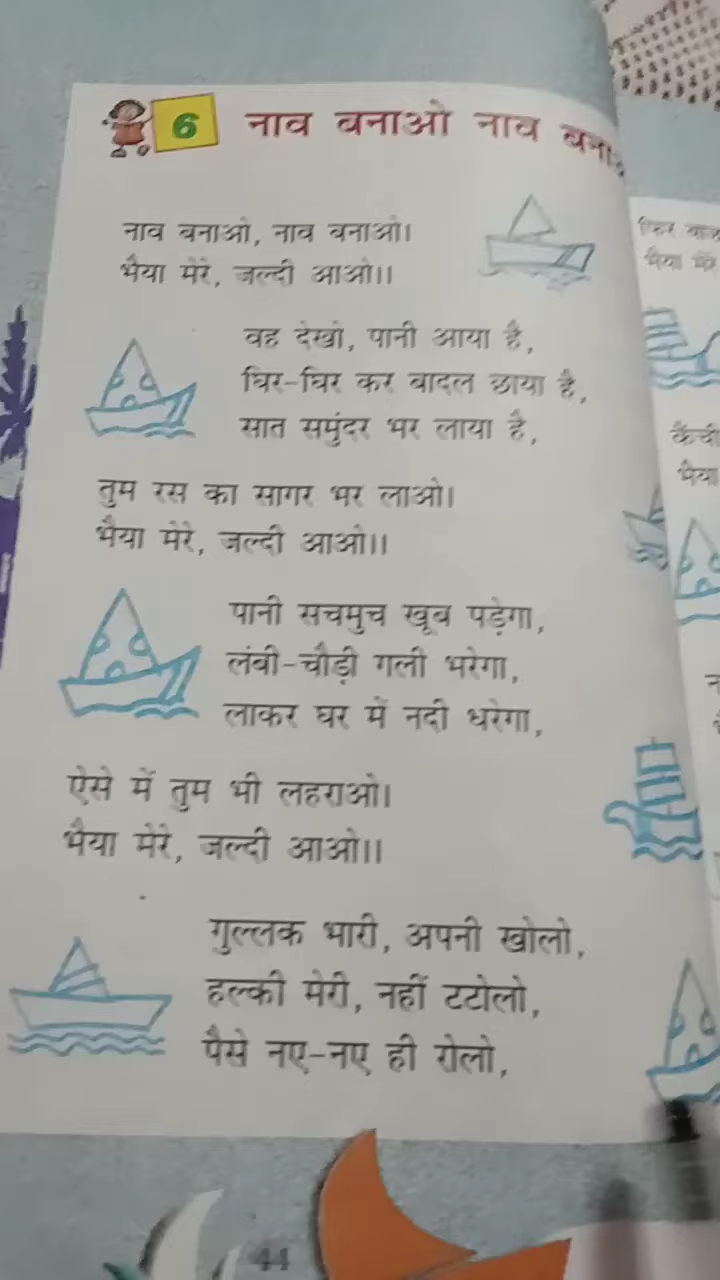 6 नाव बनाओ नाव
नाव बनाओ, नाव बनाओ।
भैया मेरे, जल्दी आओ।।
वह देखो, पानी आया है,
घिर-घिर कर बादल छाया है,
सात समुंदर भर लाया है,
तुम रस का सागर भर लाओ।
भैया मेरे, जल्दी आओ।।
पानी सचमुच खूब पड़ेगा,
लंबी-चौड़ी गली भरेगा,
लाकर घर में नदी धरेगा,
ऐसे में तुम भी लहराओ।
भैया मेरे, जल्दी आओ।।
गुल्लक भारी, अपनी खोलो,
हल्की मेरी, नहीं टटोलो,
पैसे नए-नए ही रोलो,
44
फिर
भैया मेरे
कैंची
भैया